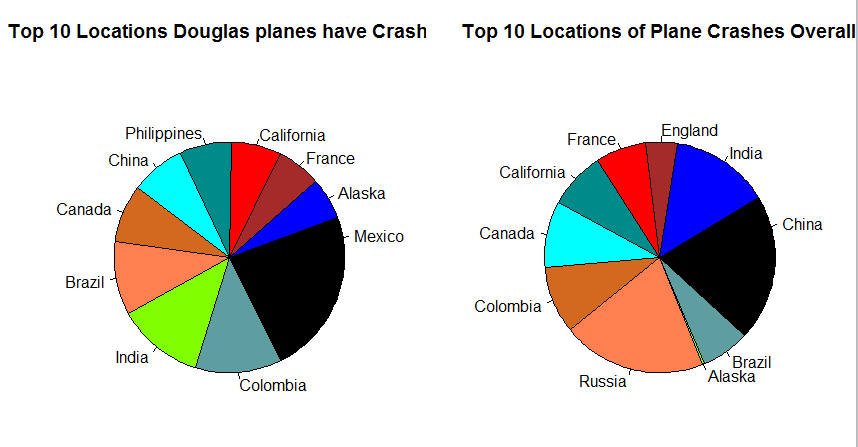 Top 10 Locations Douglas planes have Crash
Philippines
California
China
France
Alaska
Canada
Mexico
Brazil
India
Colombia
Top 10 Locations of Plane Crashes Overall
England
France
India
California
China
Canada
Colombia
Brazil
Alaska
Russia